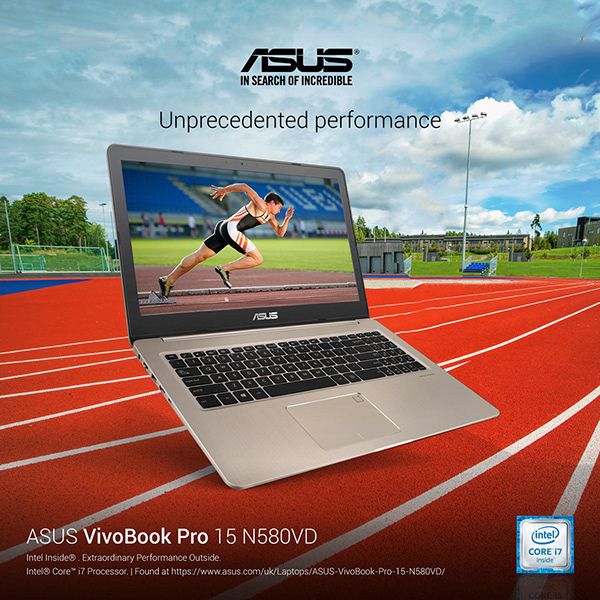 ASUS®
IN SEARCH OF INCREDIBLE
Unprecedented performance
ASUS
ASUS VivoBook Pro 15 N580VD
Intel Inside® . Extraordinary Performance Outside.
Intel® Core™ i7 Processor. | Found at https://www.asus.com/uk/Laptops/ASUS-VivoBook-Pro-15-N580VD/
intel®
CORE i7
inside™